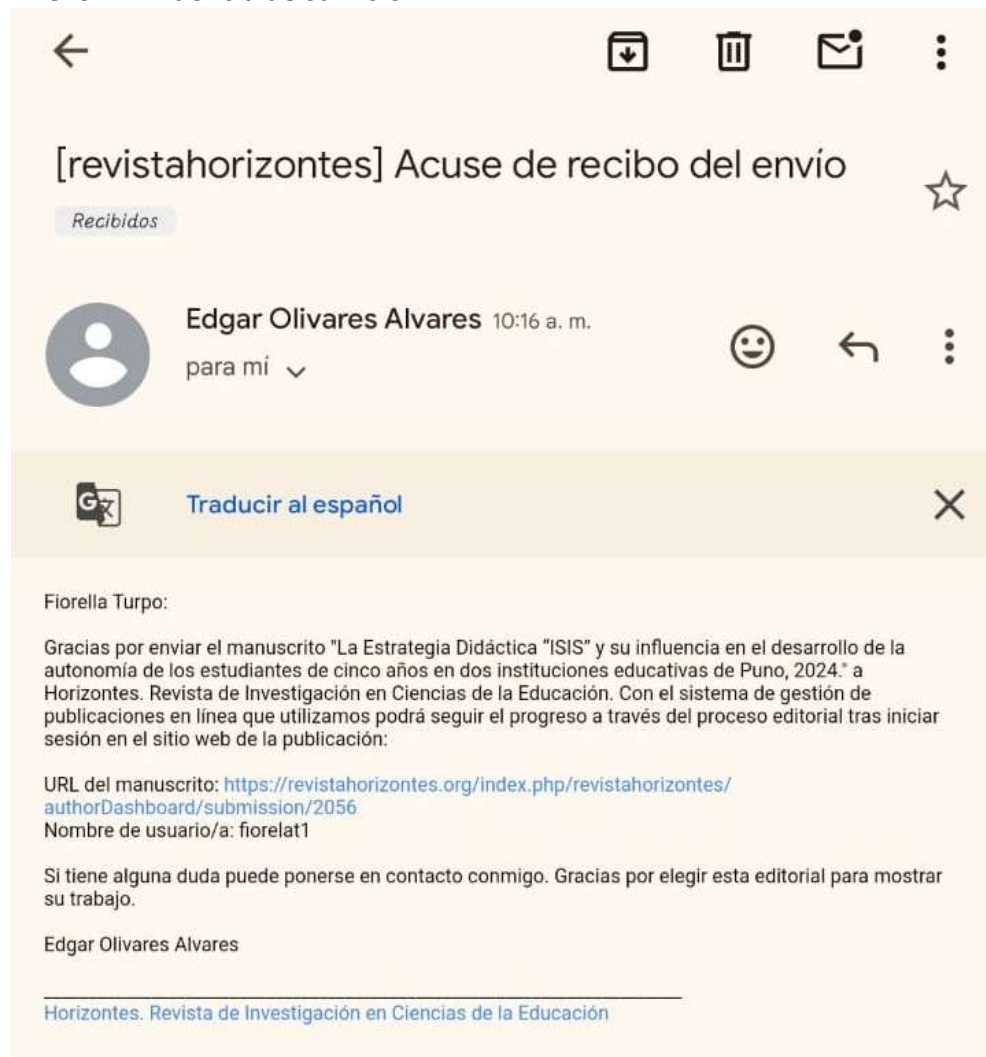 [revistahorizontes] Acuse de recibo del envío
Recibidos
Edgar Olivares Alvares 10:16 a. m.
para mí
Traducir al español
Fiorella Turpo:
Gracias por enviar el manuscrito "La Estrategia Didáctica “ISIS” y su influencia en el desarrollo de la
autonomía de los estudiantes de cinco años en dos instituciones educativas de Puno, 2024." a
Horizontes. Revista de Investigación en Ciencias de la Educación. Con el sistema de gestión de
publicaciones en línea que utilizamos podrá seguir el progreso a través del proceso editorial tras iniciar
sesión en el sitio web de la publicación:
URL del manuscrito: https://revistahorizontes.org/index.php/revistahorizontes/
authorDashboard/submission/2056
Nombre de usuario/a: fiorelat1
Si tiene alguna duda puede ponerse en contacto conmigo. Gracias por elegir esta editorial para mostrar
su trabajo.
Edgar Olivares Alvares
Horizontes. Revista de Investigación en Ciencias de la Educación